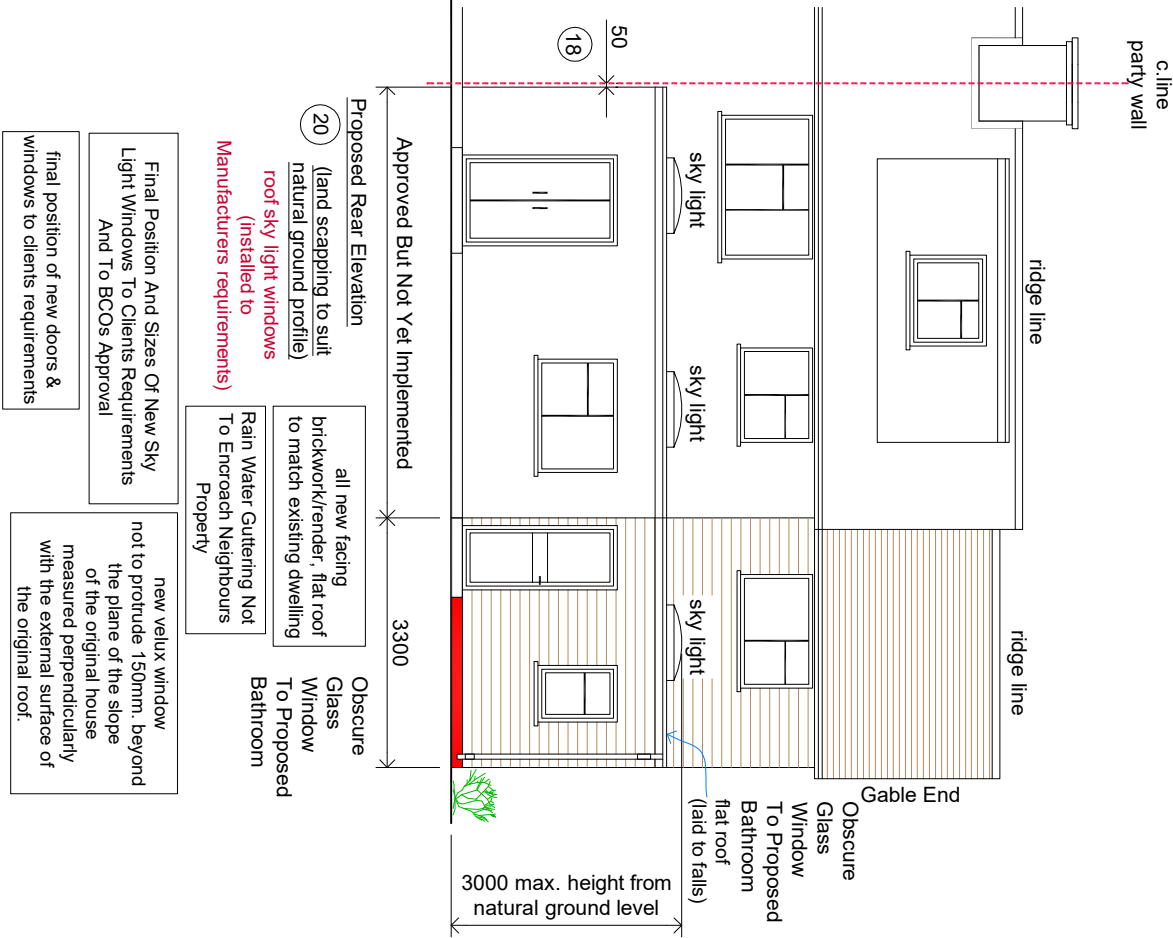 c.line
party wall
ridge line
ridge line
Gable End
50
18
sky light
sky light
sky light
Obscure
Glass
Window
To Proposed
Bathroom
flat roof
(laid to falls)
3000 max. height from
natural ground level
Approved But Not Yet Implemented
3300
Proposed Rear Elevation
20
(land scapping to suit
natural ground profile)
roof sky light windows
(installed to
Manufacturers requirements)
all new facing
brickwork/render, flat roof
to match existing dwelling
Rain Water Guttering Not
To Encroach Neighbours
Property
Obscure
Glass
Window
To Proposed
Bathroom
Final Position And Sizes Of New Sky
Light Windows To Clients Requirements
And To BCOs Approval
final position of new doors &
windows to clients requirements
new velux window
not to protrude 150mm. beyond
the plane of the slope
of the original house
measured perpendicularly
with the external surface of
the original roof.